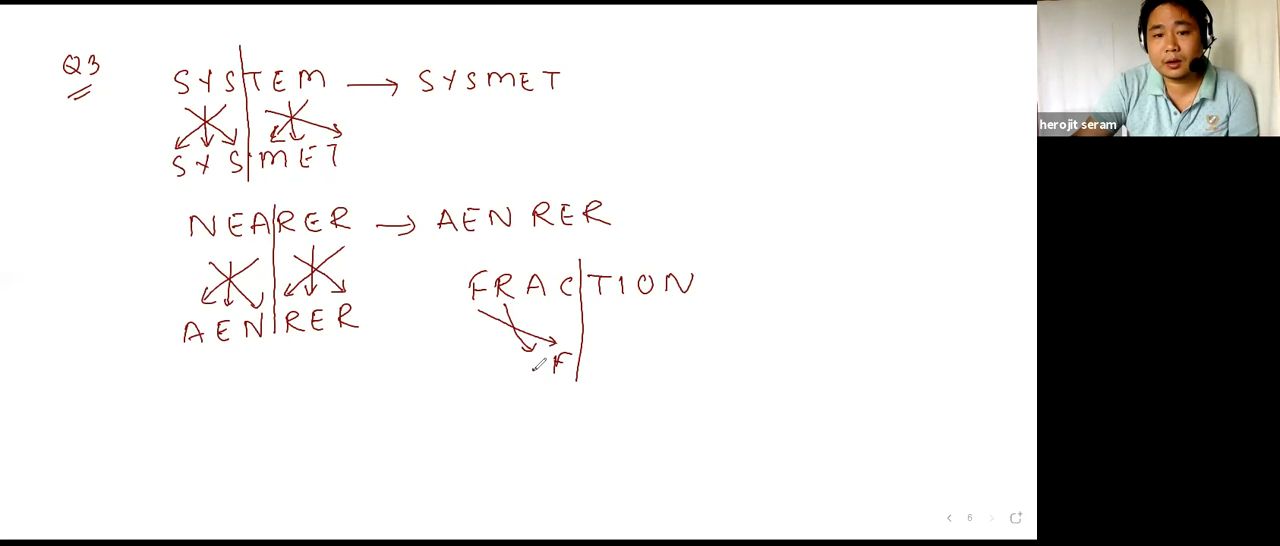 Q3
SYSTEM → SYSMET
SYSMET
NEARER → AENRER
AENRER
FRACTION
F
herojit seram
6